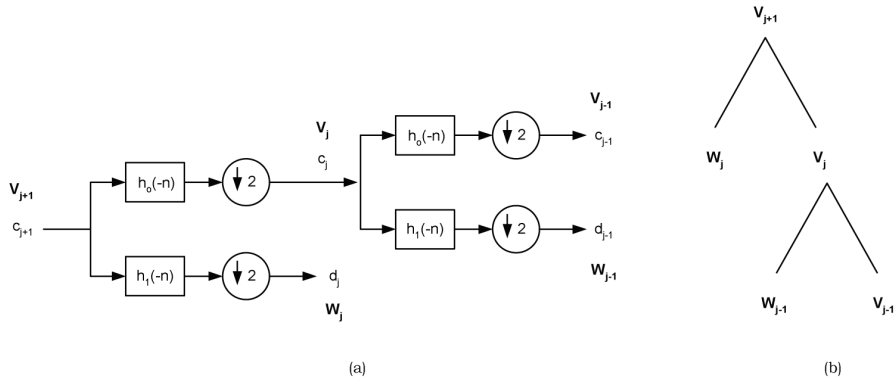 V_{j+1}
c_{j+1}
h_o(-n)
2
h_1(-n)
2
d_j
W_j
V_j
c_j
h_o(-n)
2
V_{j-1}
c_{j-1}
h_1(-n)
2
d_{j-1}
W_{j-1}
(a)
V_{j+1}
W_j V_j
W_{j-1} V_{j-1}
(b)